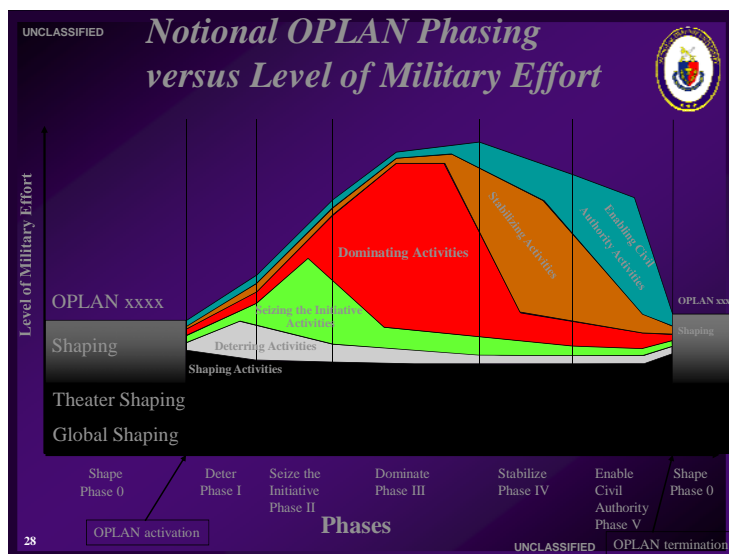 UNCLASSIFIED
Notional OPLAN Phasing
versus Level of Military Effort
Level of Military Effort
OPLAN xxxx
Shaping
Theater Shaping
Global Shaping
Dominating Activities
Stabilizing Activities
Enabling Civil
Authority Activities
Seizing the Initiative
Activities
Deterring Activities
Shaping Activities
OPLAN xxx
Shaping
Shape
Phase 0
Deter
Phase I
Seize the
Initiative
Phase II
Dominate
Phase III
Stabilize
Phase IV
Enable
Civil
Authority
Phase V
Shape
Phase 0
OPLAN activation
Phases
OPLAN termination
28
UNCLASSIFIED